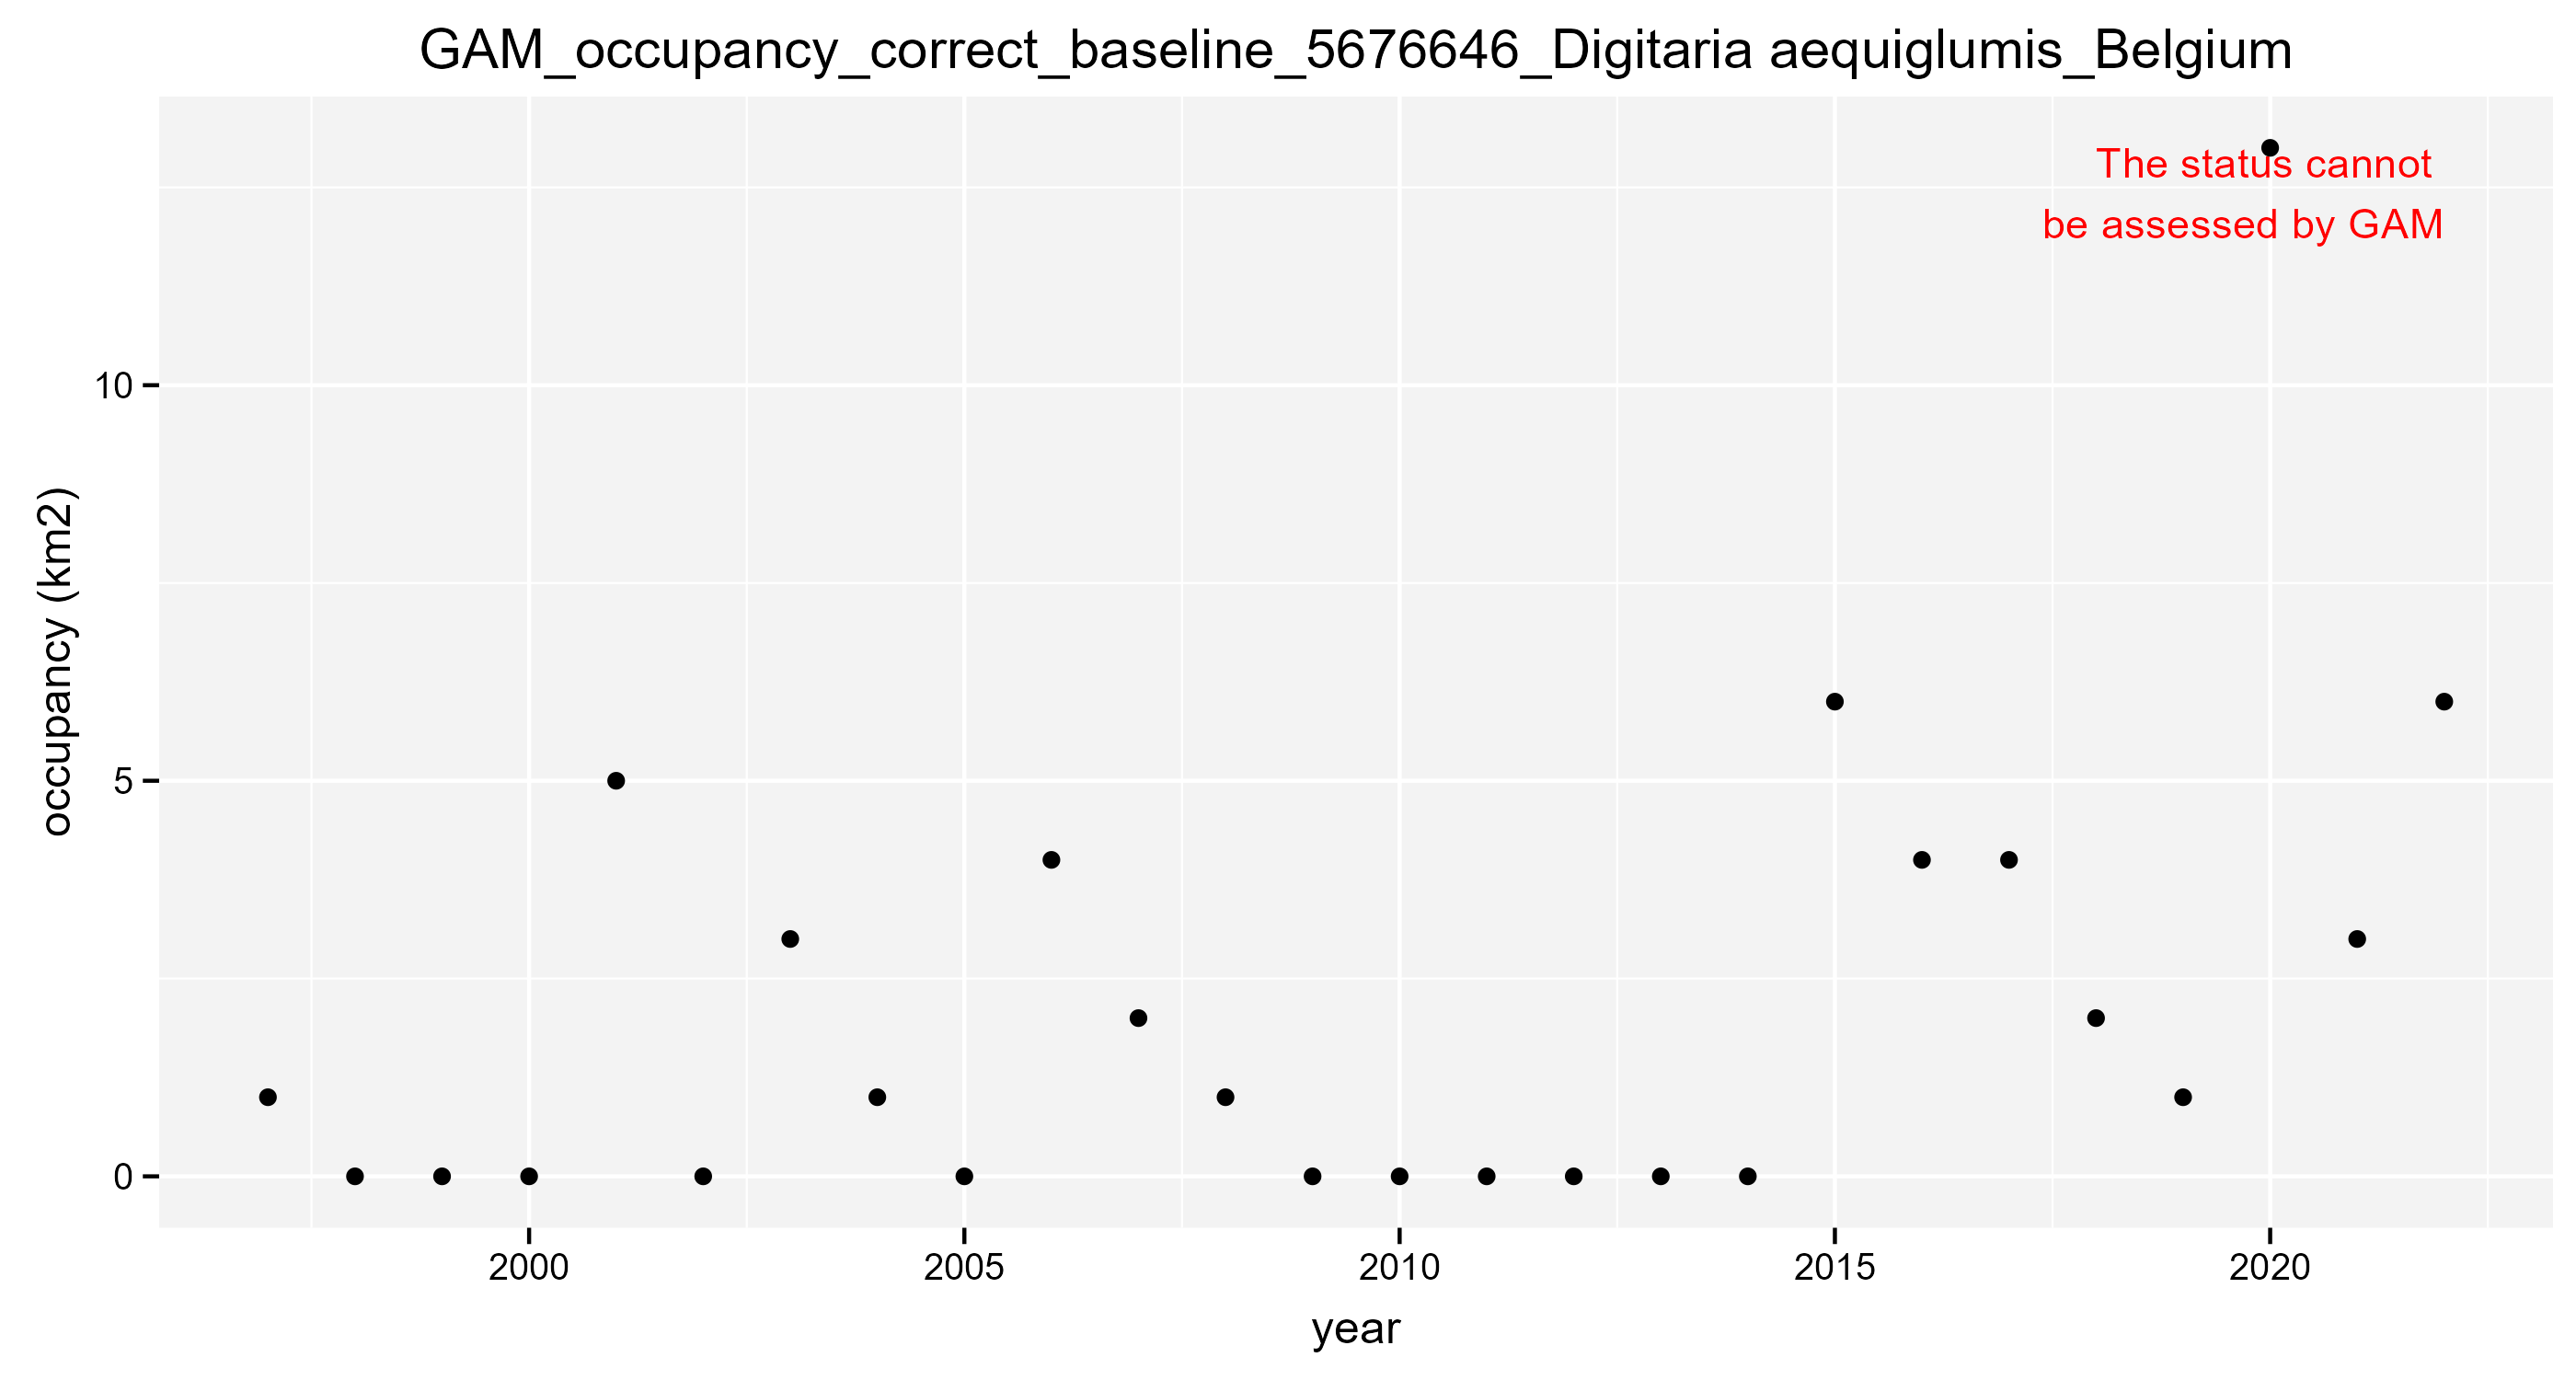 GAM_occupancy_correct_baseline_5676646_Digitaria aequiglumis_Belgium
The status cannot
be assessed by GAM
occupancy (km2)
10
5
0
2000 2005 2010 2015 2020
year